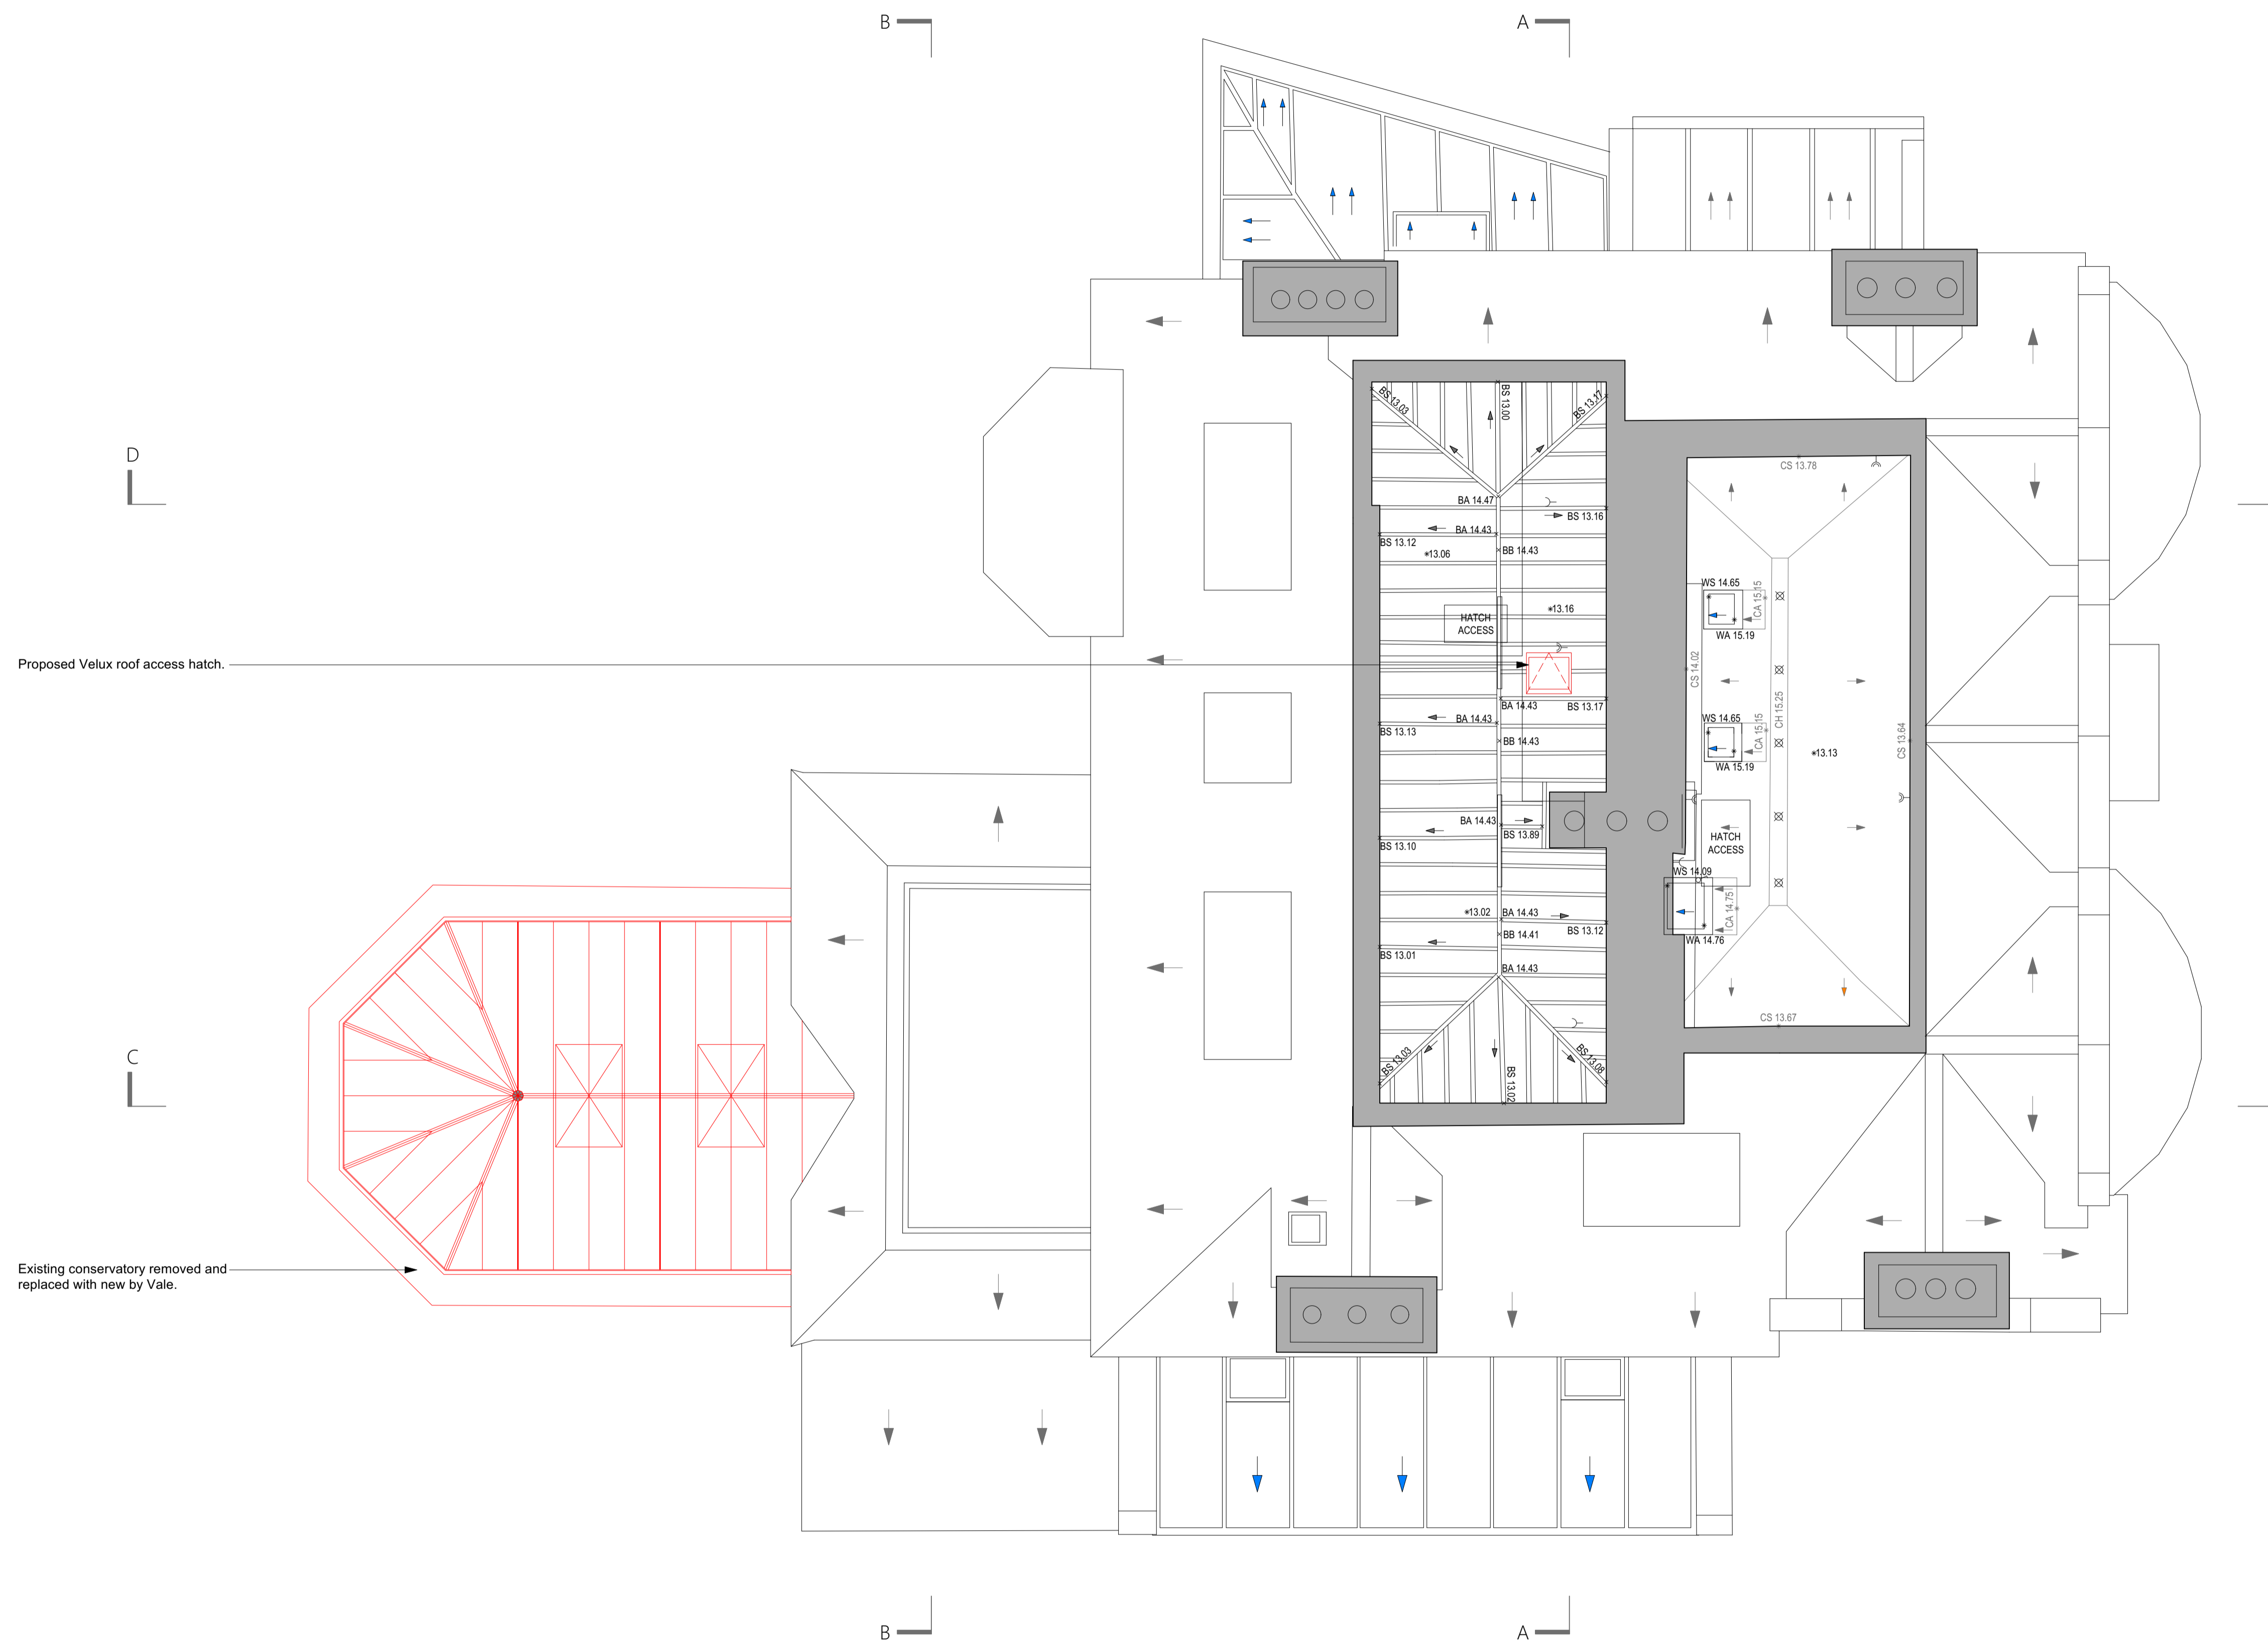 B
A
BS 13.03
BS 13.00
BS 13.17
D
CS 13.78
BA 14.47
BS 13.16
BA 14.43
BS 13.12
BB 14.43
*13.06
WS 14.65
CA 15.15
*13.16
HATCH
ACCESS
WA 15.19
Proposed Velux roof access hatch.
CS 14.02
BA 14.43
BS 13.17
CH 15.25
BA 14.43
WS 14.65
CA 15.15
BS 13.13
BB 14.43
CS 13.64
*13.13
WA 15.19
BA 14.43
BS 13.89
BS 13.10
HATCH
ACCESS
WS 14.09
CA 14.75
*13.02
BA 14.43
BS 13.12
BB 14.41
WA 14.76
BS 13.01
BA 14.43
CS 13.67
C
BS 13.03
BS 13.02
BS 13.08
Existing conservatory removed and
replaced with new by Vale.
B
A